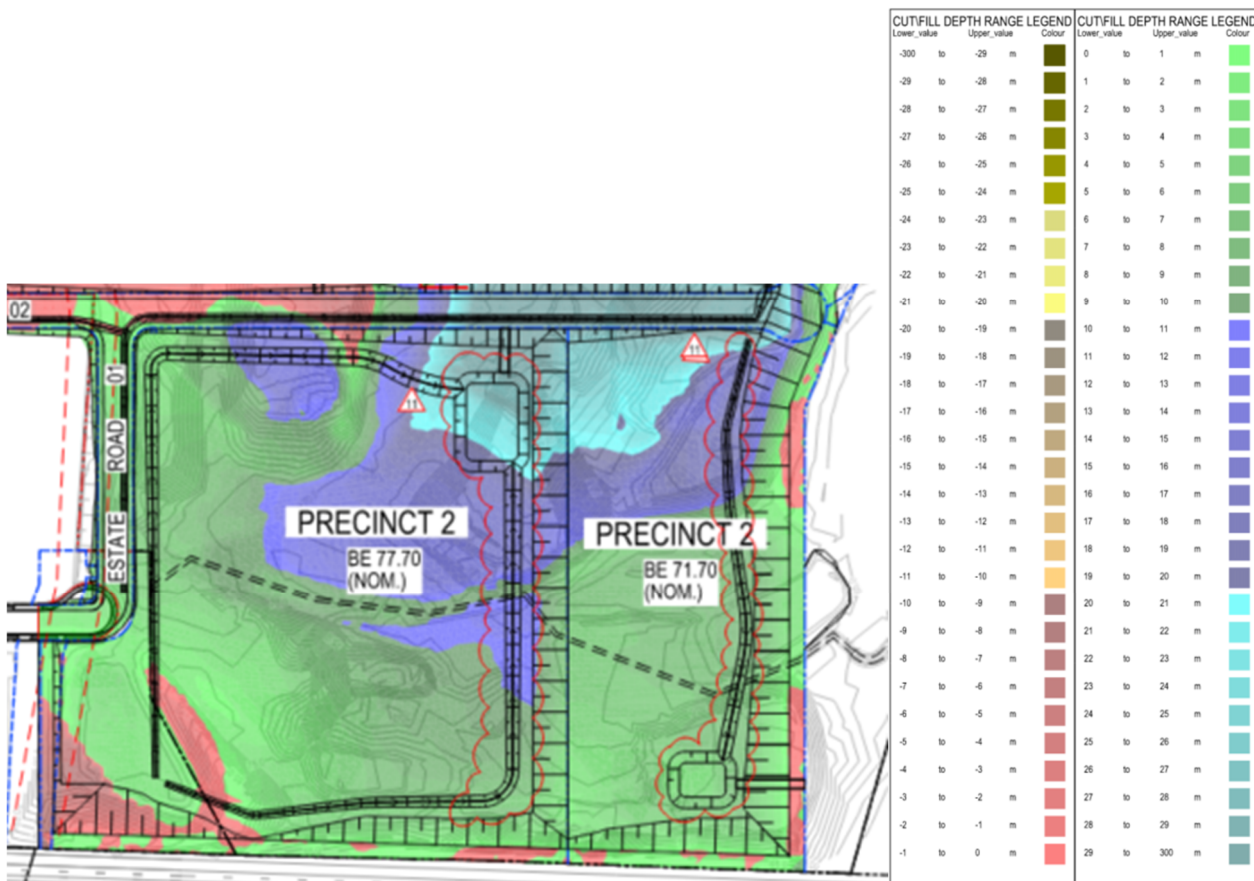 CUT\FILL DEPTH RANGE LEGEND
Lower_value Upper_value Colour
-300 to -29 m
-29 to -28 m
-28 to -27 m
-27 to -26 m
-26 to -25 m
-25 to -24 m
-24 to -23 m
-23 to -22 m
-22 to -21 m
-21 to -20 m
-20 to -19 m
-19 to -18 m
-18 to -17 m
-17 to -16 m
-16 to -15 m
-15 to -14 m
-14 to -13 m
-13 to -12 m
-12 to -11 m
-11 to -10 m
-10 to -9 m
-9 to -8 m
-8 to -7 m
-7 to -6 m
-6 to -5 m
-5 to -4 m
-4 to -3 m
-3 to -2 m
-2 to -1 m
-1 to 0 m
CUT\FILL DEPTH RANGE LEGEND
Lower_value Upper_value Colour
0 to 1 m
1 to 2 m
2 to 3 m
3 to 4 m
4 to 5 m
5 to 6 m
6 to 7 m
7 to 8 m
8 to 9 m
9 to 10 m
10 to 11 m
11 to 12 m
12 to 13 m
13 to 14 m
14 to 15 m
15 to 16 m
16 to 17 m
17 to 18 m
18 to 19 m
19 to 20 m
20 to 21 m
21 to 22 m
22 to 23 m
23 to 24 m
24 to 25 m
25 to 26 m
26 to 27 m
27 to 28 m
28 to 29 m
29 to 300 m
02
ESTATE ROAD 01
11
11
PRECINCT 2
BE 77.70
(NOM.)
PRECINCT 2
BE 71.70
(NOM.)